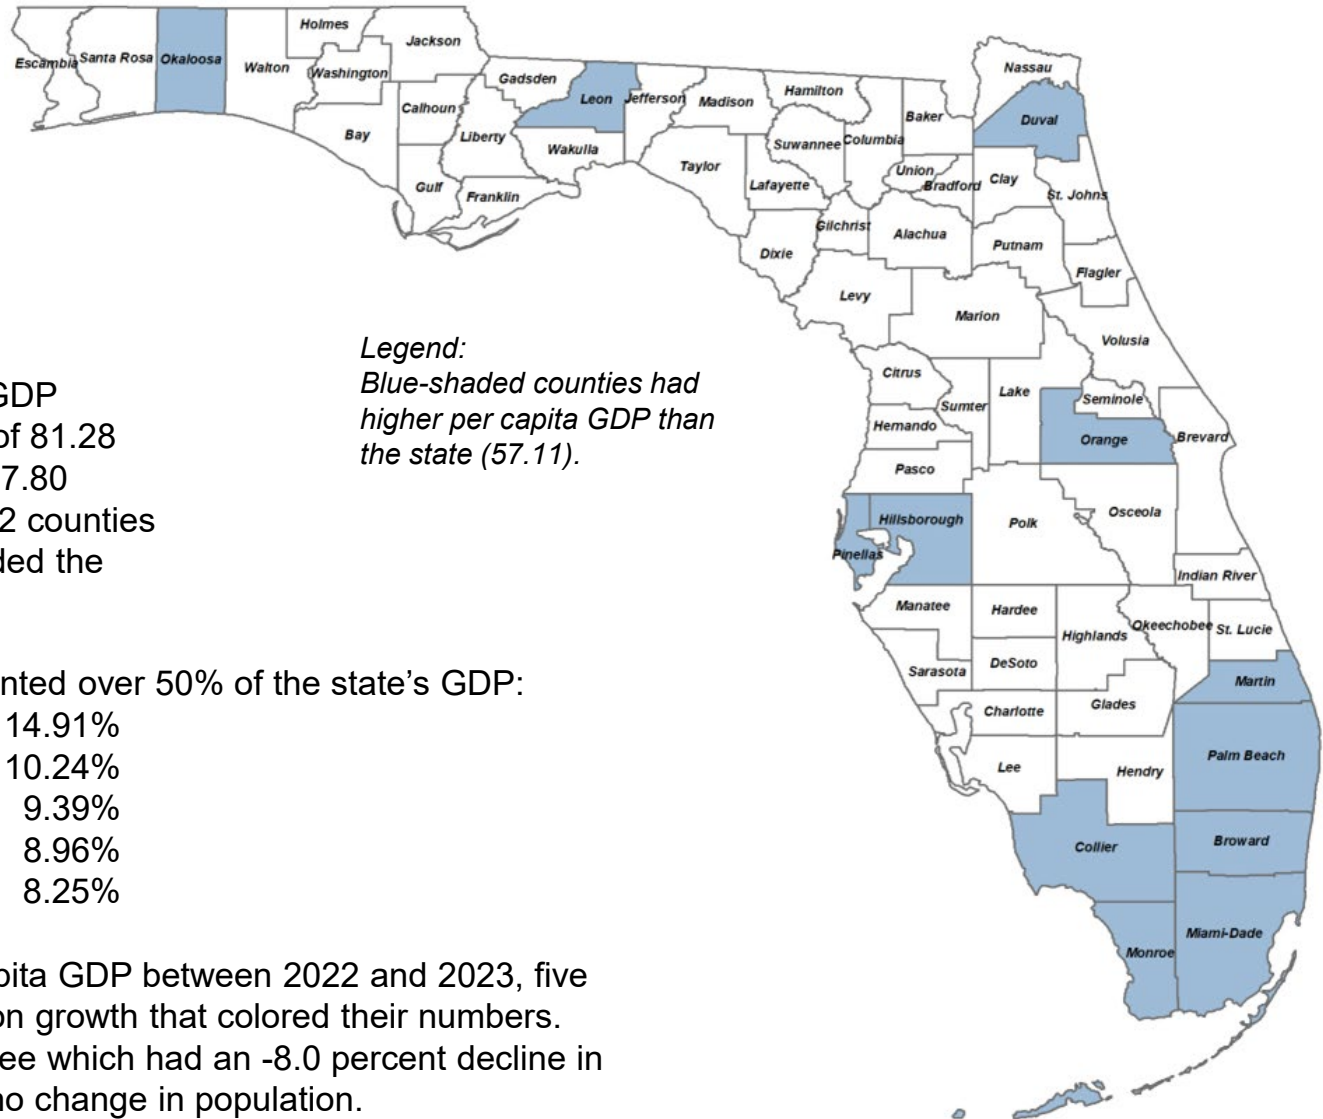 Holmes
Jackson
Escambia
Santa Rosa
Okaloosa
Walton
Washington
Gadsden
Leon
Jefferson
Madison
Hamilton
Nassau
Duval
Baker
Columbia
Suwannee
Calhoun
Bay
Liberty
Wakulla
Taylor
Lafayette
Union
Bradford
Clay
St. Johns
Gulf
Franklin
Gilchrist
Alachua
Putnam
Dixie
Flagler
Levy
Marion
Volusia
Legend:
Blue-shaded counties had
higher per capita GDP than
the state (57.11).
GDP
of 81.28
7.80
2 counties
ded the
nted over 50% of the state’s GDP:
14.91%
10.24%
9.39%
8.96%
8.25%
pita GDP between 2022 and 2023, five
on growth that colored their numbers.
ee which had an -8.0 percent decline in
no change in population.
Citrus
Sumter
Lake
Seminole
Hernando
Orange
Brevard
Pasco
Hillsborough
Polk
Osceola
Pinellas
Indian River
Manatee
Hardee
Highlands
Okeechobee
St. Lucie
Sarasota
DeSoto
Martin
Charlotte
Glades
Lee
Hendry
Palm Beach
Collier
Broward
Monroe
Miami-Dade